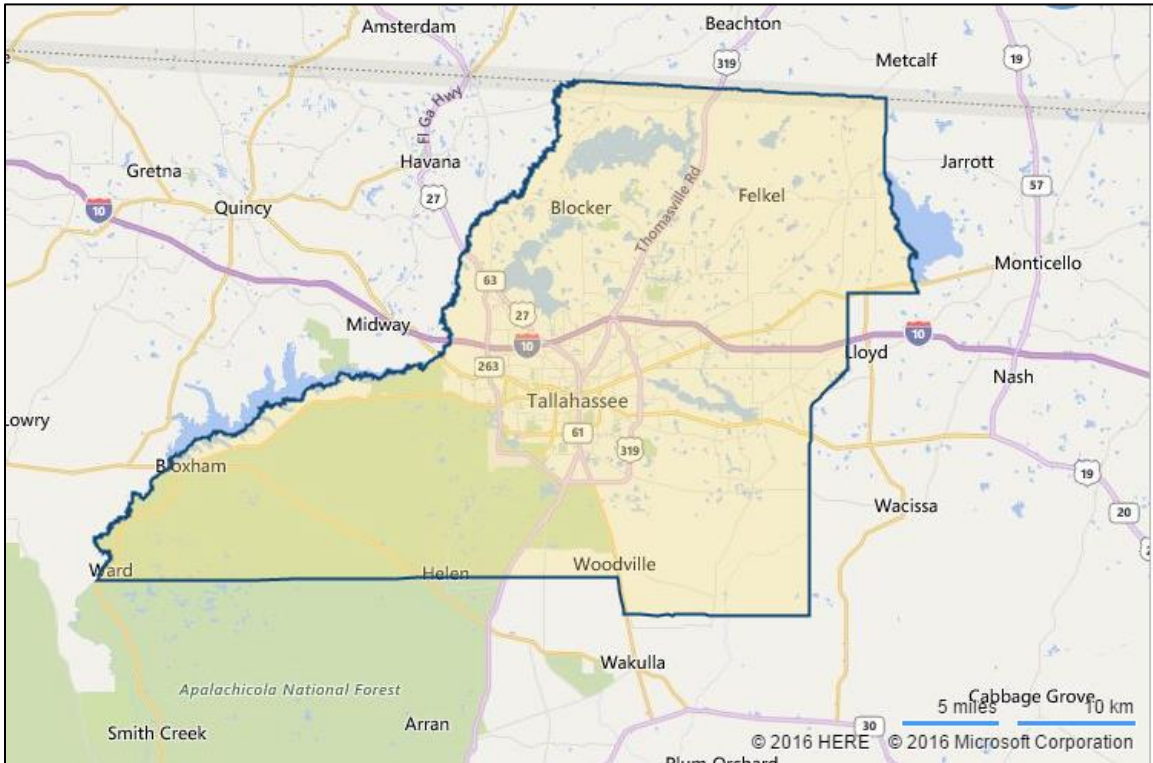 Beachton
Amsterdam
319
19
Metcalf
Fl Ga Hwy
Havana
Jarrott
Gretna
57
27
Felkel
10
Quincy
Blocker
Thomasville Rd
Monticello
63
27
Midway
10
10
Lloyd
263
Nash
Tallahassee
Lowry
61
319
Bloxham
19
Wacissa
20
Woodville
Ward
Helen
Wakulla
Apalachicola National Forest
Cabbage Grove
5 miles
10 km
Arran
30
Smith Creek
© 2016 HERE © 2016 Microsoft Corporation
Plum Orchard